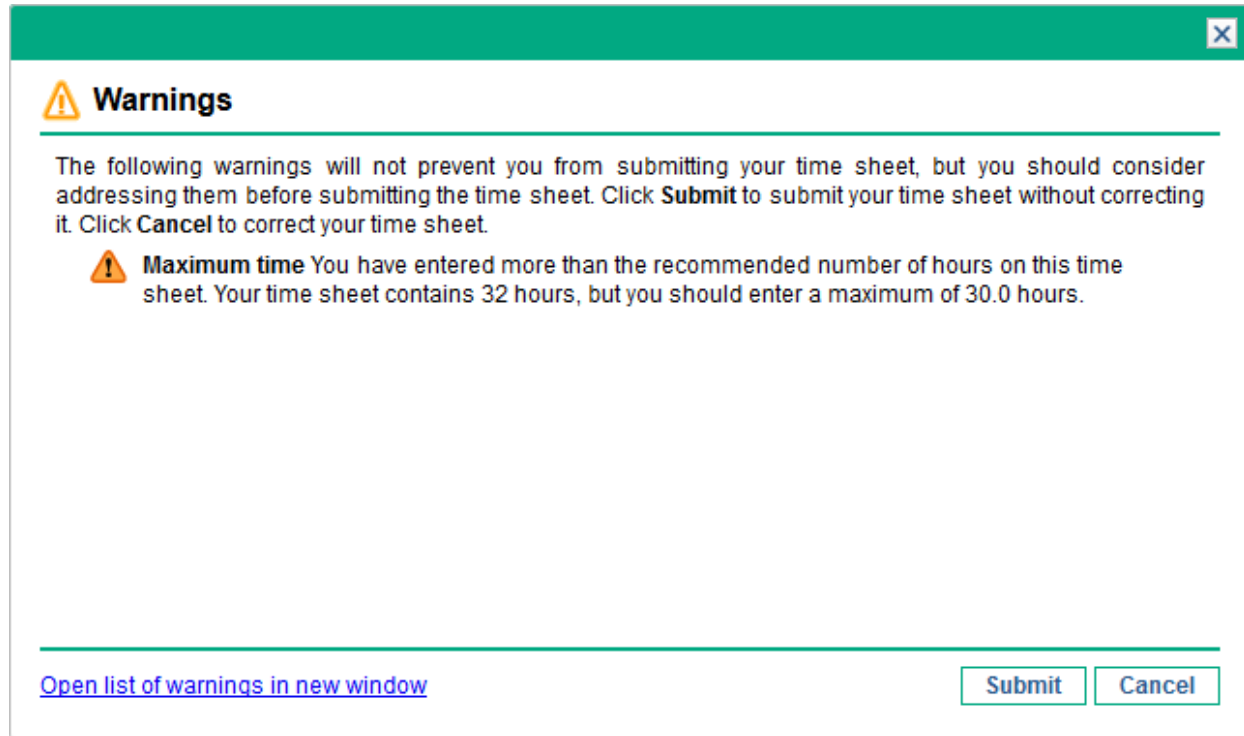 Warnings
The following warnings will not prevent you from submitting your time sheet, but you should consider
addressing them before submitting the time sheet. Click Submit to submit your time sheet without correcting
it. Click Cancel to correct your time sheet.
Maximum time You have entered more than the recommended number of hours on this time
sheet. Your time sheet contains 32 hours, but you should enter a maximum of 30.0 hours.
Open list of warnings in new window
Submit
Cancel